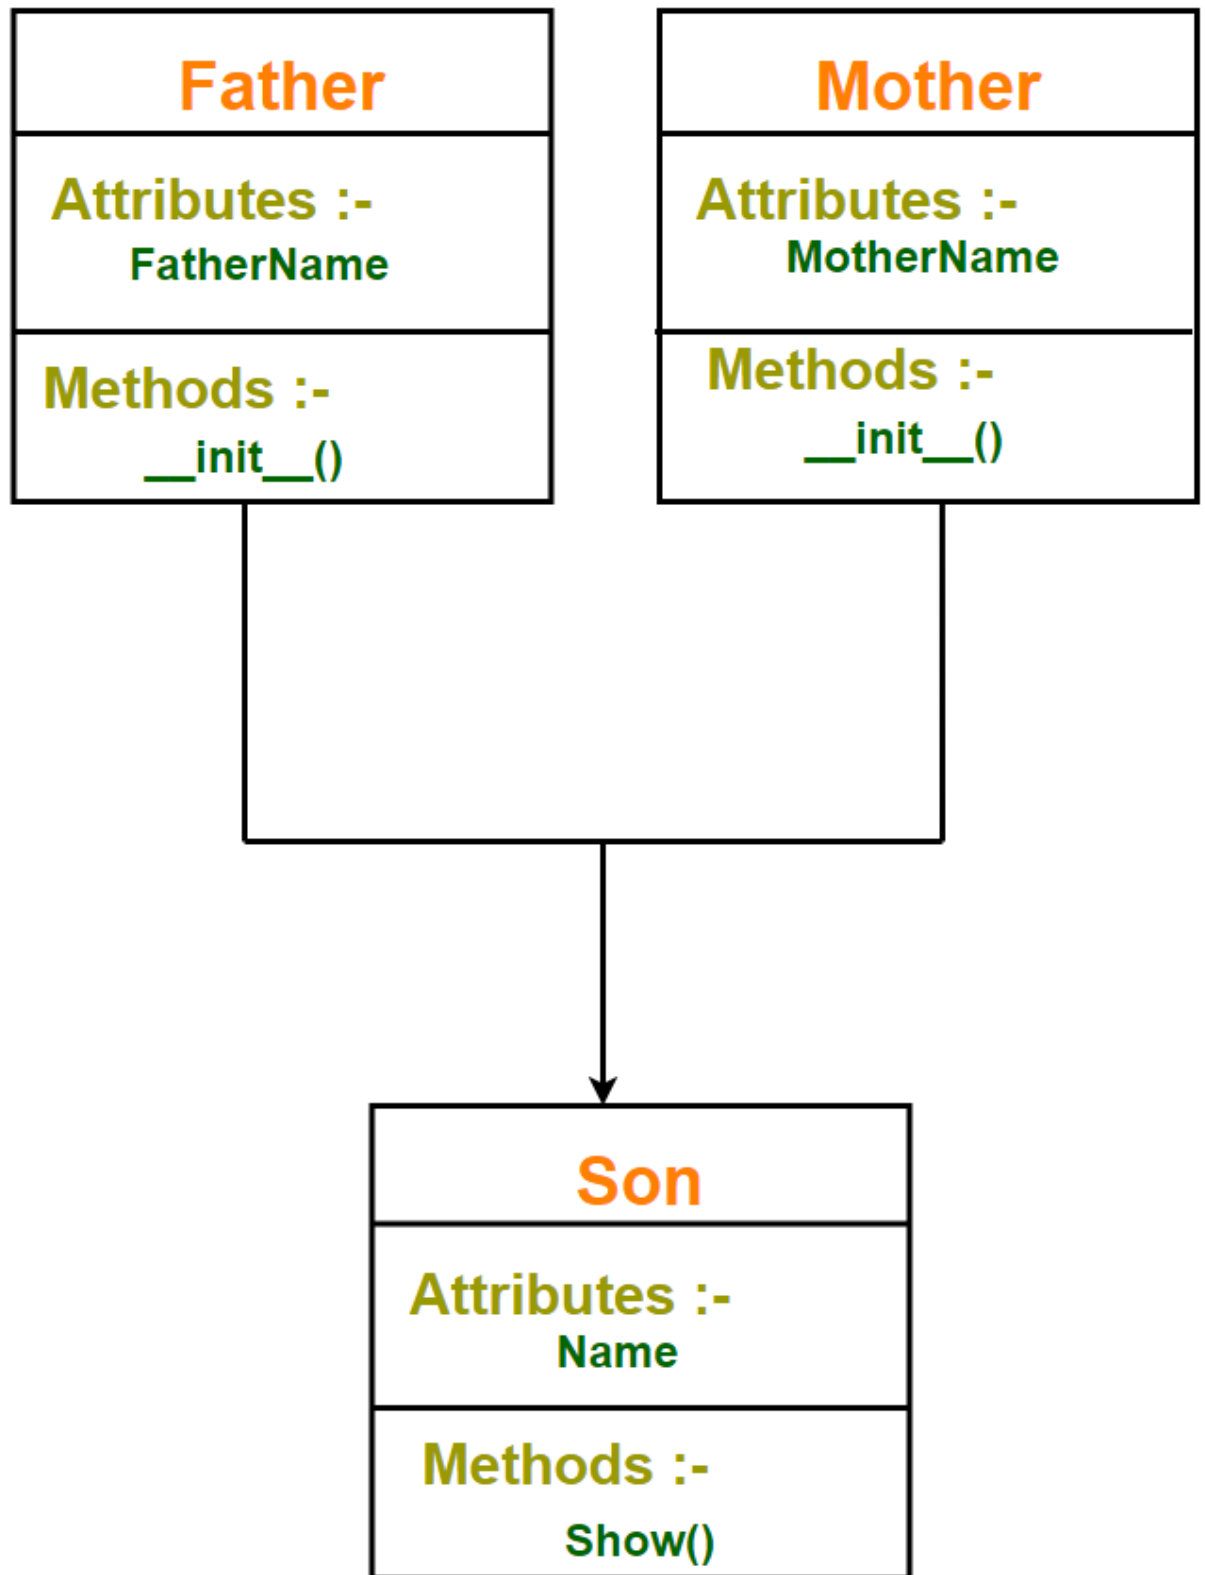 Father
Attributes :-
FatherName
Methods :-
__init__()
Mother
Attributes :-
MotherName
Methods :-
__init__()
Son
Attributes :-
Name
Methods :-
Show()